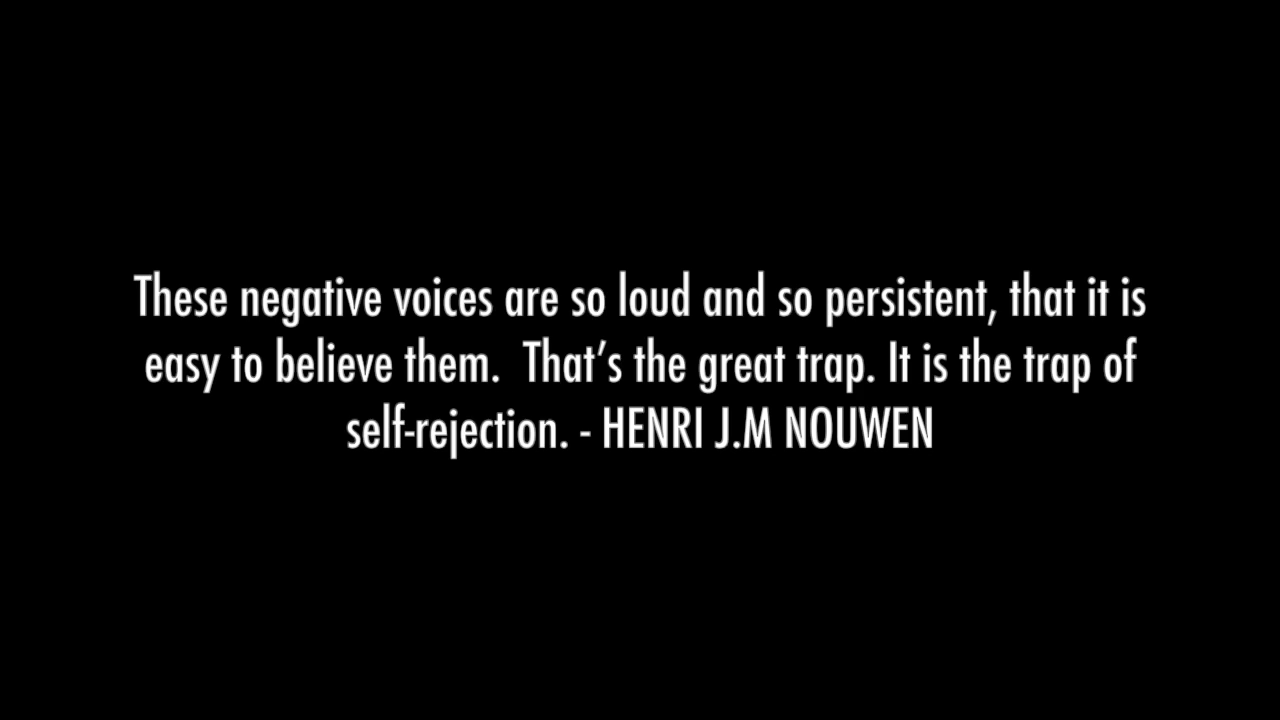 These negative voices are so loud and so persistent, that it is
easy to believe them.  That’s the great trap. It is the trap of
self-rejection. - HENRI J.M NOUWEN